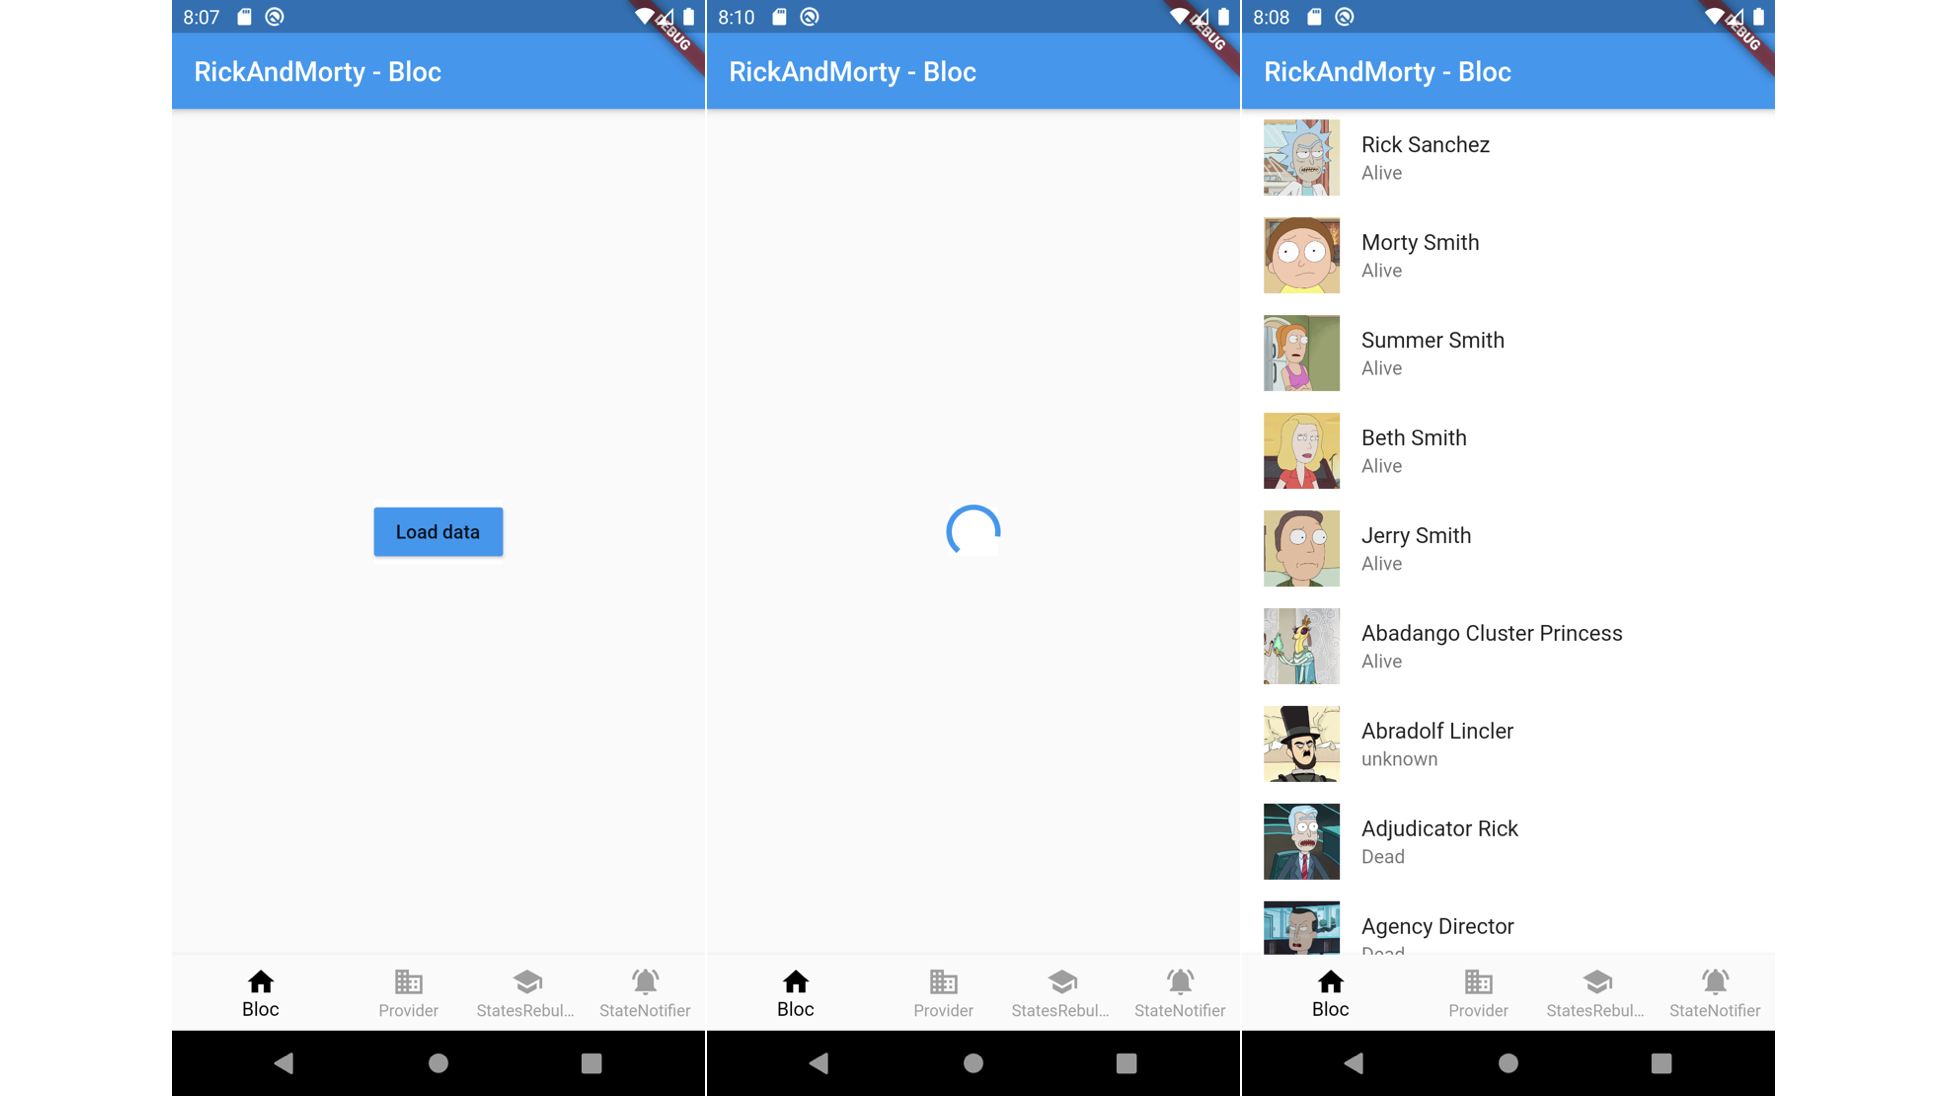 8:07
DEBUG
RickAndMorty - Bloc
Load data
Bloc
Provider
StatesRebul...
StateNotifier
8:10
DEBUG
RickAndMorty - Bloc
Bloc
Provider
StatesRebul...
StateNotifier
8:08
DEBUG
RickAndMorty - Bloc
Rick Sanchez
Alive
Morty Smith
Alive
Summer Smith
Alive
Beth Smith
Alive
Jerry Smith
Alive
Abadango Cluster Princess
Alive
Abradolf Lincler
unknown
Adjudicator Rick
Dead
Agency Director
Dead
Bloc
Provider
StatesRebul...
StateNotifier